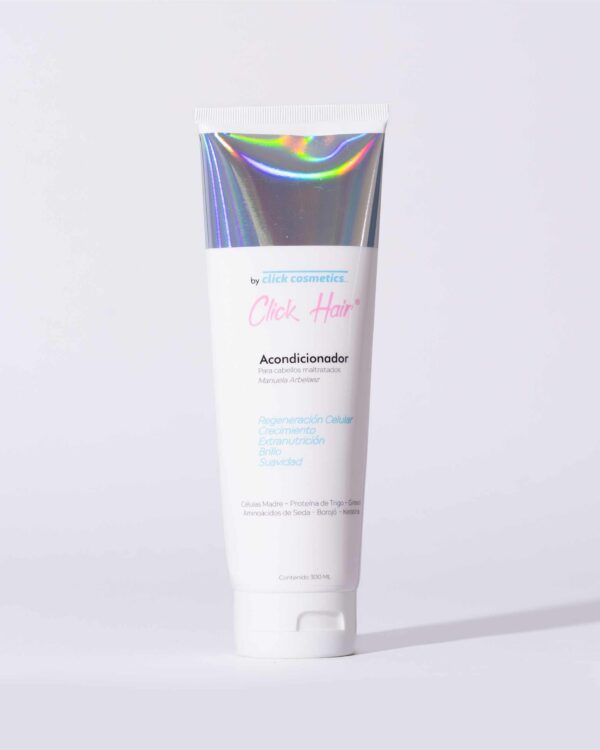 by click cosmetics
Click Hair®
Acondicionador
Para cabellos maltratados
Manuela Arbelaez
Regeneración Celular
Crecimiento
Extranutrición
Brillo
Suavidad
Células Madre - Proteína de Trigo -
Aminoácidos de Seda - Borojó - Keratina
Contenido 300 ML